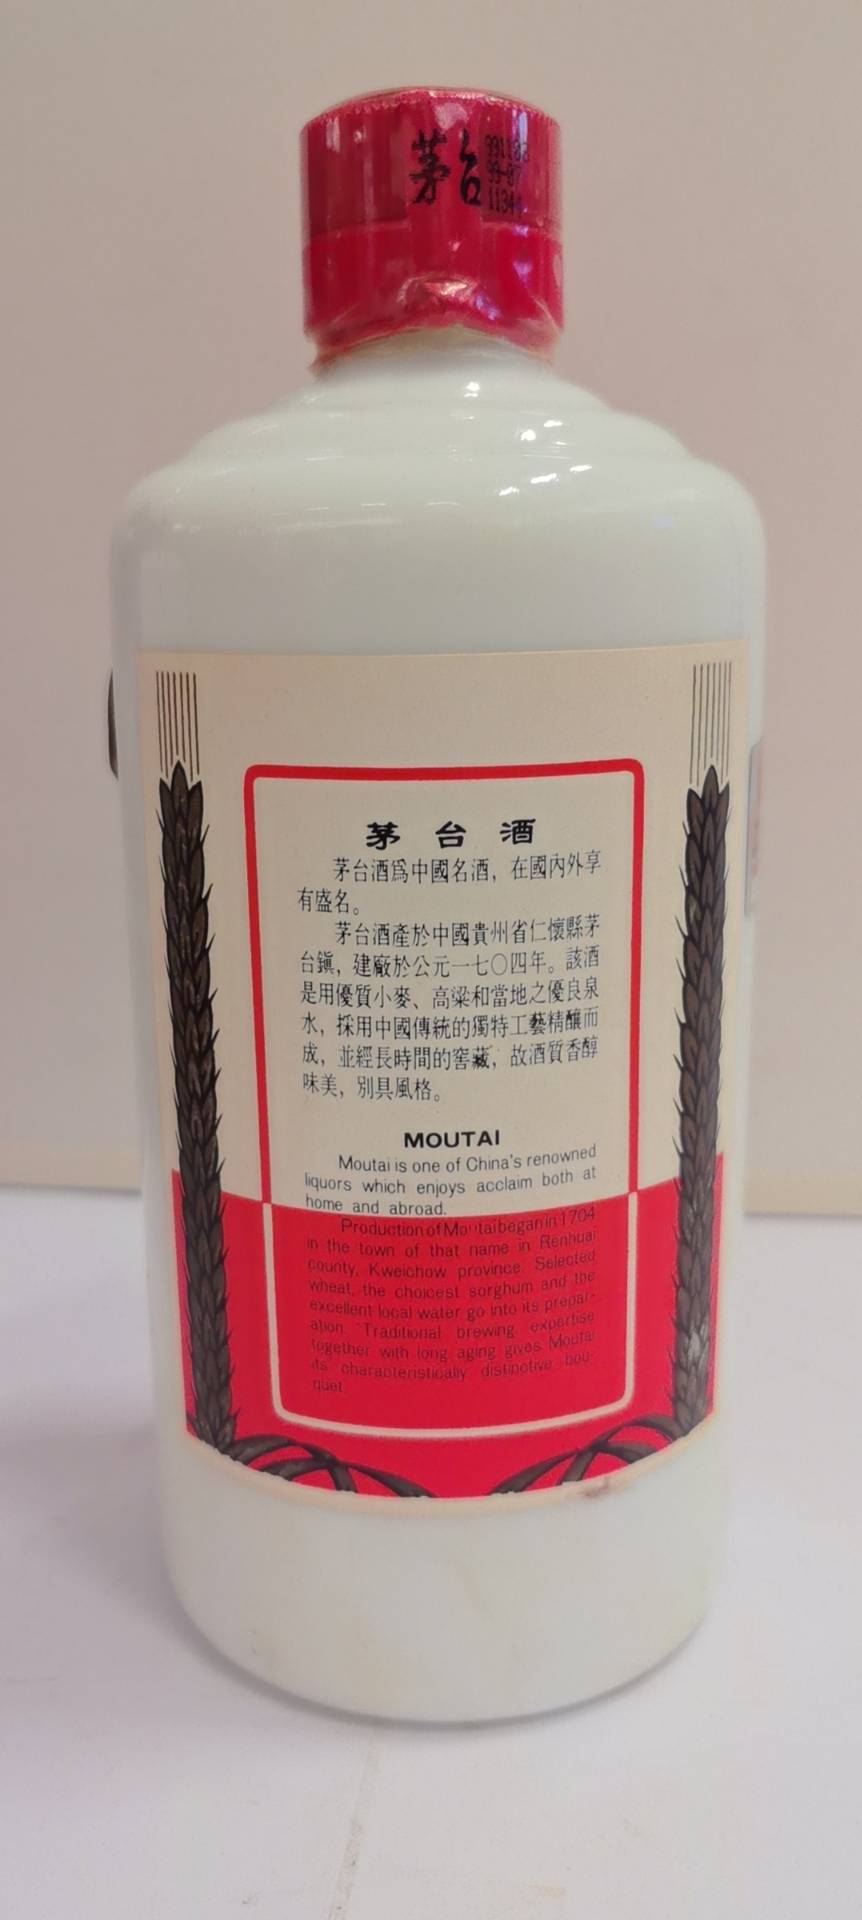 茅台
99-07
茅台酒
茅台酒爲中國名酒，在國內外享
有盛名。
茅台酒產於中國貴州省仁懷縣茅
台鎮，建廠於公元一七〇四年。該酒
是用優質小麥、高粱和當地之優良泉
水，採用中國傳統的獨特工藝精釀而
成，並經長時間的窖藏，故酒質香醇
味美，別具風格。
MOUTAI
Moutai is one of China's renowned
liquors which enjoys acclaim both at
home and abroad.
Production of Moutai began in 1704
in the town of that name in Renhuai
county, Kweichow province. Selected
wheat, the choicest sorghum and the
excellent local water go into its prepar-
ation. Traditional brewing expertise
together with long aging gives Moutai
its characteristically distinctive bou-
quet.